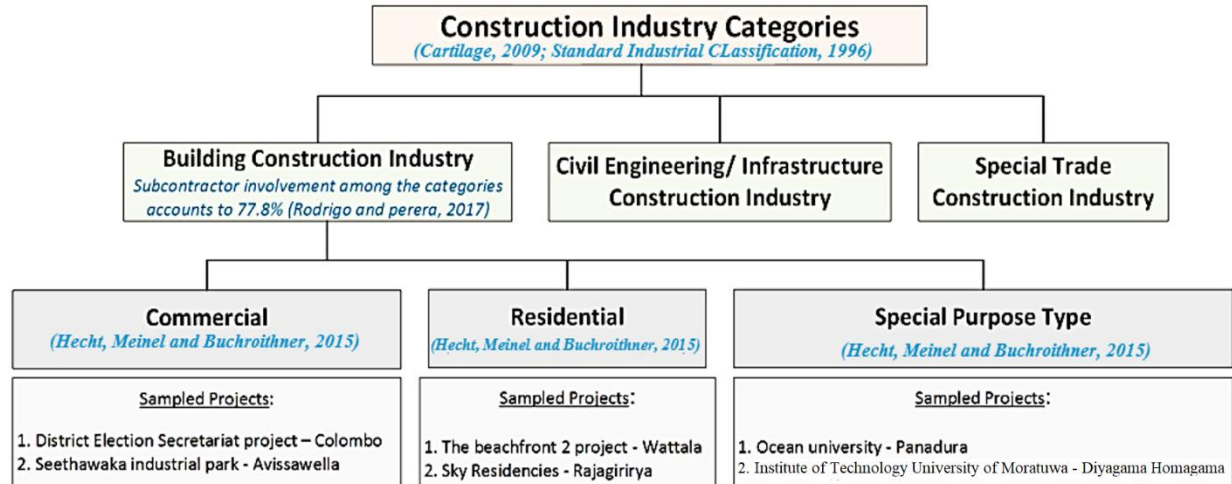 Construction Industry Categories
(Cartilage, 2009; Standard Industrial CLassification, 1996)
Building Construction Industry
Subcontractor involvement among the categories
accounts to 77.8% (Rodrigo and perera, 2017)
Civil Engineering/ Infrastructure
Construction Industry
Special Trade
Construction Industry
Commercial
(Hecht, Meinel and Buchroithner, 2015)
Residential
(Hecht, Meinel and Buchroithner, 2015)
Special Purpose Type
(Hecht, Meinel and Buchroithner, 2015)
Sampled Projects:
1. District Election Secretariat project – Colombo
2. Seethawaka industrial park - Avissawella
Sampled Projects:
1. The beachfront 2 project - Wattala
2. Sky Residencies - Rajagirirya
Sampled Projects:
1. Ocean university - Panadura
2. Institute of Technology University of Moratuwa - Diyagama Homagama